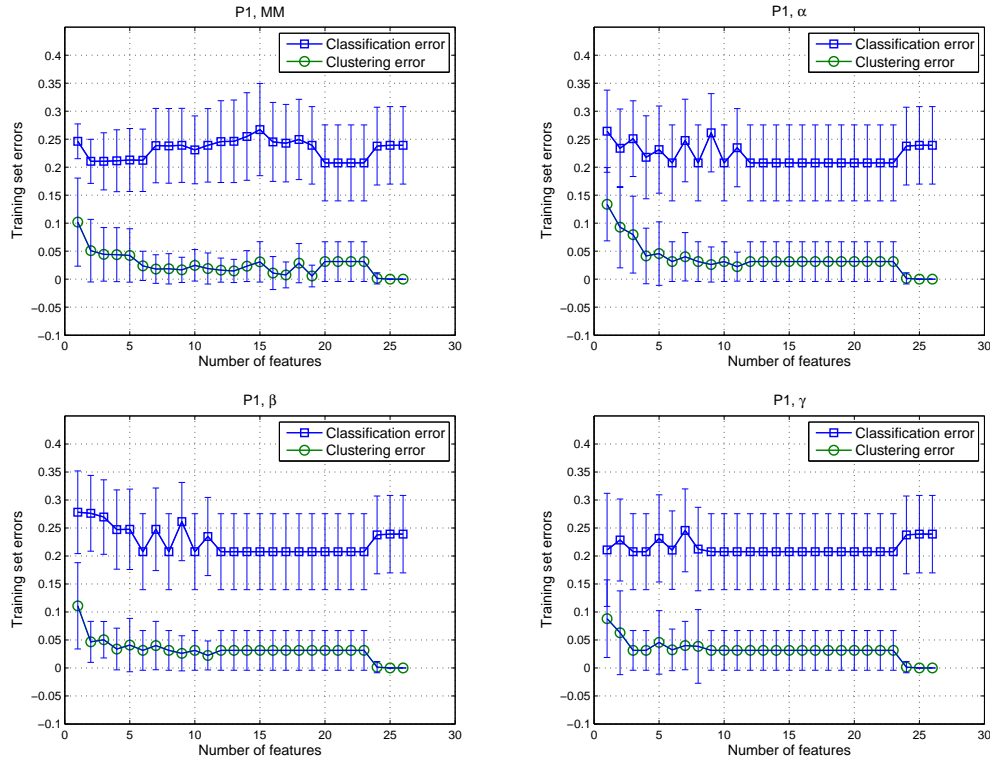 P1, MM
Classification error
Clustering error
Training set errors
0.4
0.35
0.3
0.25
0.2
0.15
0.1
0.05
0
−0.05
−0.1
0 5 10 15 20 25 30
Number of features
P1, α
Classification error
Clustering error
Training set errors
0.4
0.35
0.3
0.25
0.2
0.15
0.1
0.05
0
−0.05
−0.1
0 5 10 15 20 25 30
Number of features
P1, β
Classification error
Clustering error
Training set errors
0.4
0.35
0.3
0.25
0.2
0.15
0.1
0.05
0
−0.05
−0.1
0 5 10 15 20 25 30
Number of features
P1, γ
Classification error
Clustering error
Training set errors
0.4
0.35
0.3
0.25
0.2
0.15
0.1
0.05
0
−0.05
−0.1
0 5 10 15 20 25 30
Number of features